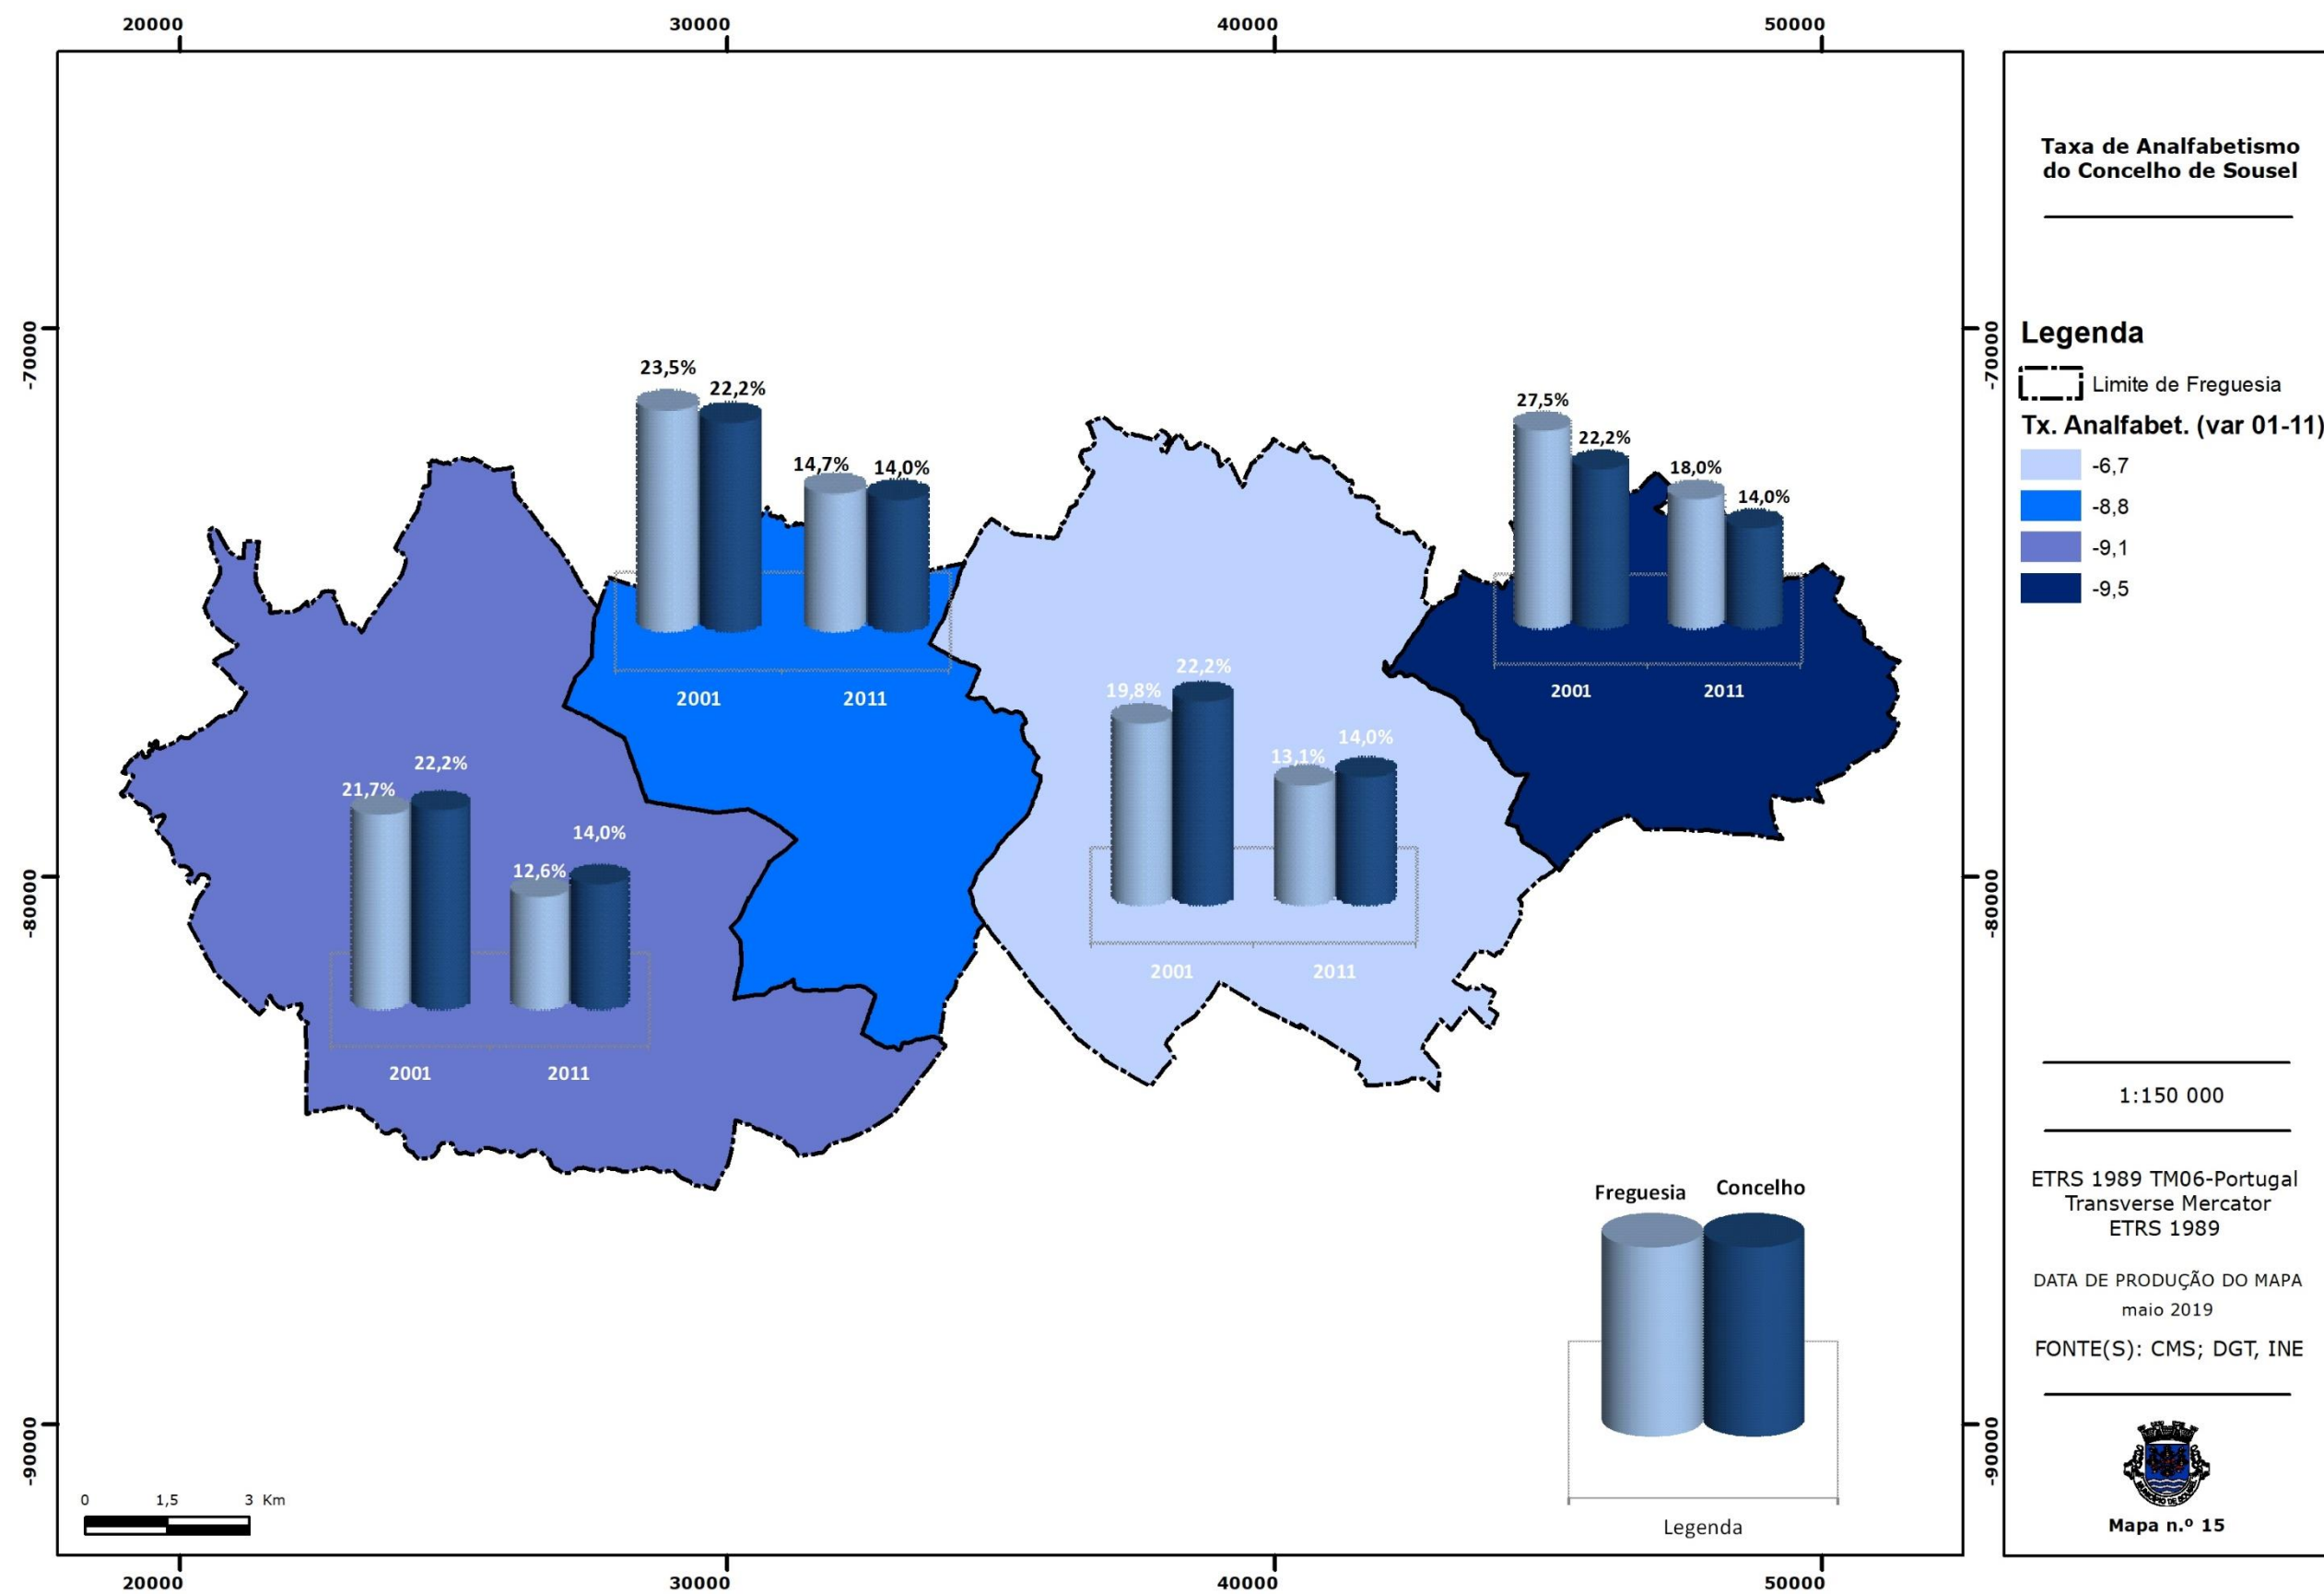 20000
30000
40000
50000
-70000
-80000
-90000
-70000
-80000
-90000
23,5%
22,2%
14,7%
14,0%
2001
2011
27,5%
22,2%
18,0%
14,0%
2001
2011
19,8%
22,2%
13,1%
14,0%
2001
2011
21,7%
22,2%
12,6%
14,0%
2001
2011
Freguesia
Concelho
Legenda
0 1,5 3 Km
20000
30000
40000
50000
Taxa de Analfabetismo
do Concelho de Sousel
Legenda
Limite de Freguesia
Tx. Analfabet. (var 01-11)
-6,7
-8,8
-9,1
-9,5
1:150 000
ETRS 1989 TM06-Portugal
Transverse Mercator
ETRS 1989
DATA DE PRODUÇÃO DO MAPA
maio 2019
FONTE(S): CMS; DGT, INE
MUNICÍPIO DE SOUSEL
Mapa n.º 15